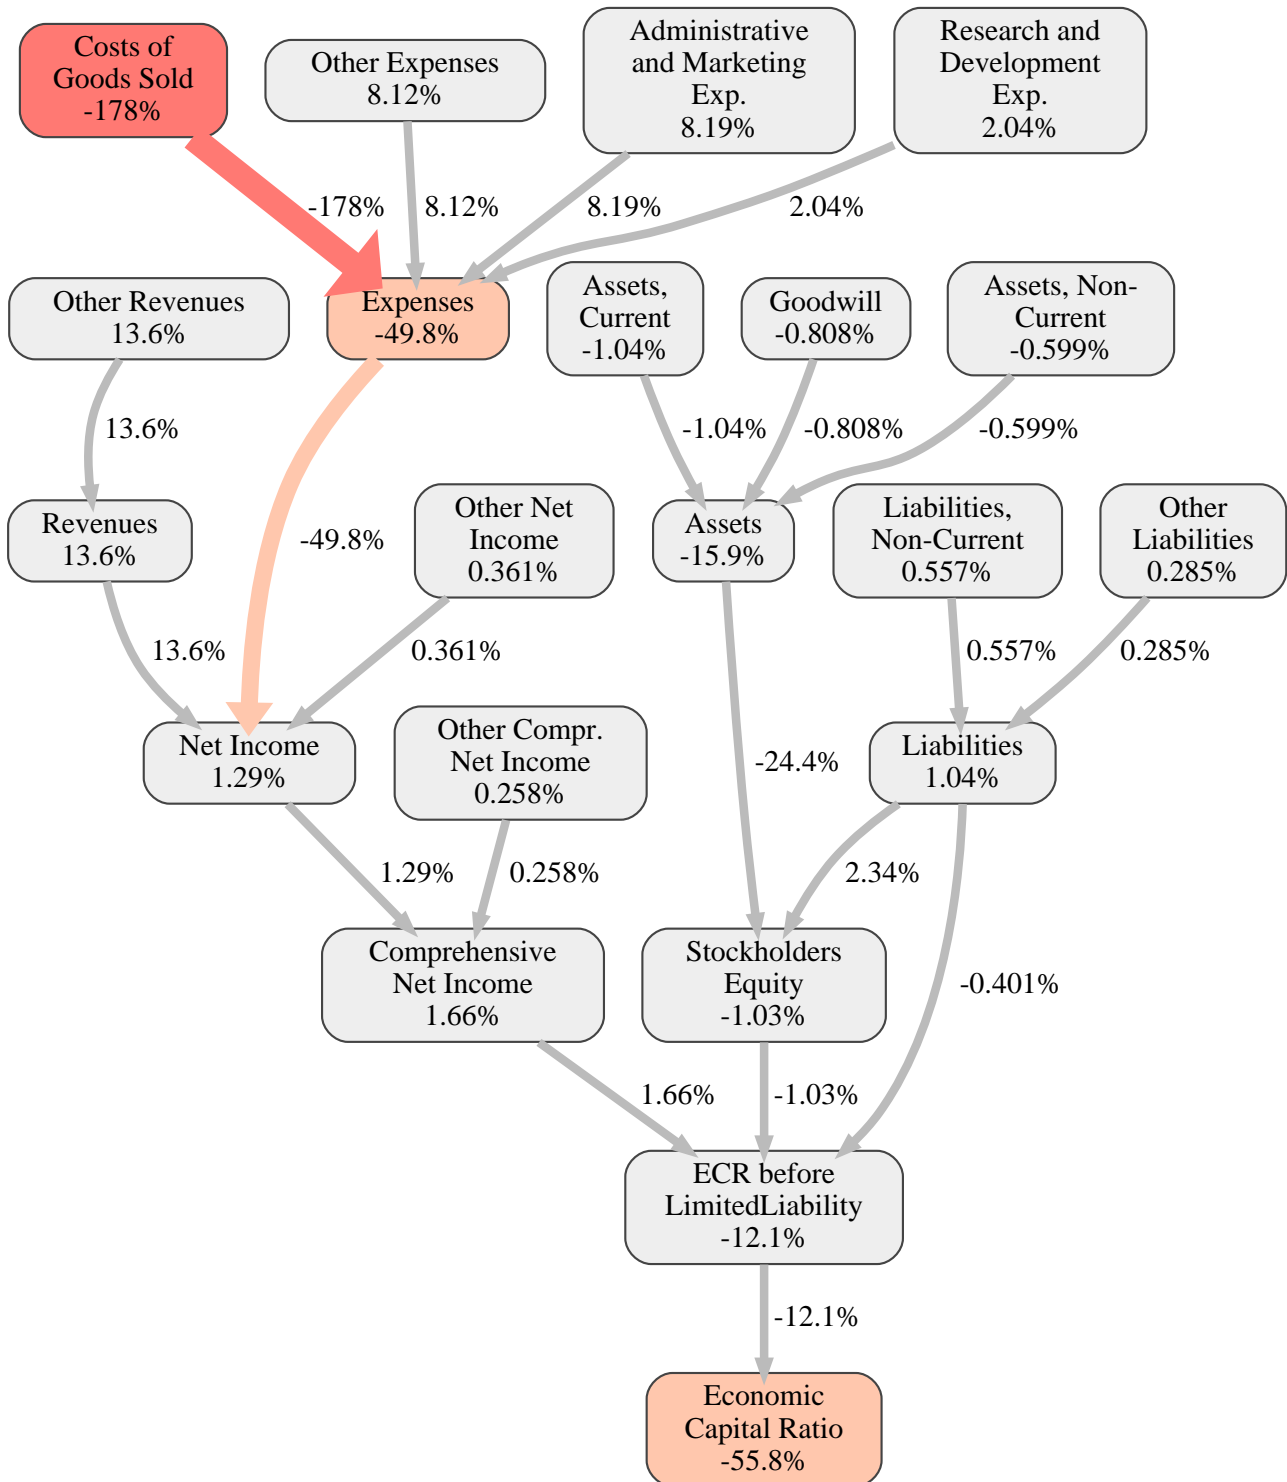 Costs of
Goods Sold
-178%
Other Expenses
8.12%
Administrative
and Marketing
Exp.
8.19%
Research and
Development
Exp.
2.04%
-178%
8.12%
8.19%
2.04%
Other Revenues
13.6%
Expenses
-49.8%
Assets,
Current
-1.04%
Goodwill
-0.808%
Assets, Non-
Current
-0.599%
13.6%
-1.04%
-0.808%
-0.599%
Revenues
13.6%
-49.8%
Other Net
Income
0.361%
Assets
-15.9%
Liabilities,
Non-Current
0.557%
Other
Liabilities
0.285%
13.6%
0.361%
0.557%
0.285%
Net Income
1.29%
Other Compr.
Net Income
0.258%
-24.4%
Liabilities
1.04%
1.29%
0.258%
2.34%
Comprehensive
Net Income
1.66%
Stockholders
Equity
-1.03%
-0.401%
1.66%
-1.03%
ECR before
LimitedLiability
-12.1%
-12.1%
Economic
Capital Ratio
-55.8%